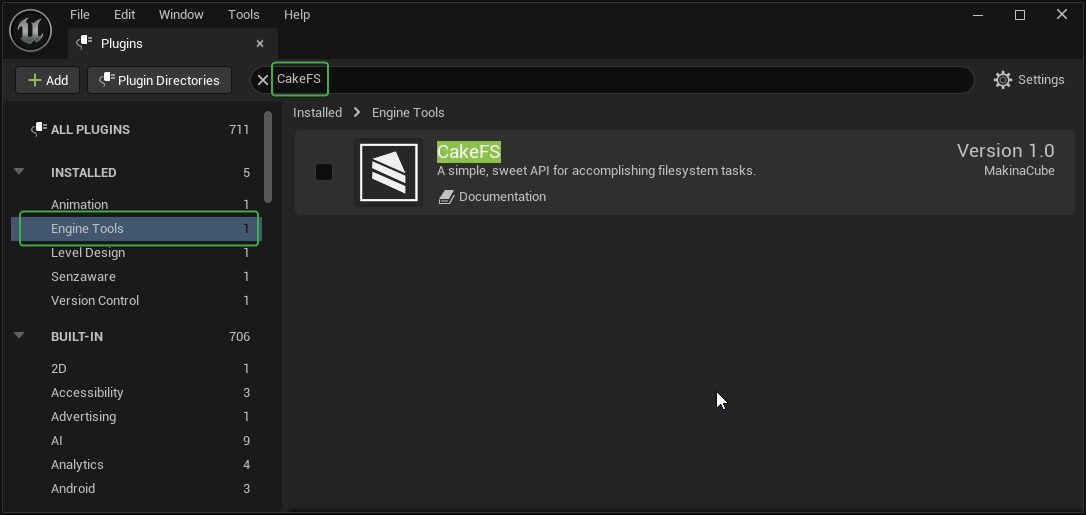 File Edit Window Tools Help
Plugins
Add Plugin Directories CakeFS Settings
ALL PLUGINS 711
INSTALLED 5
Animation 1
Engine Tools 1
Level Design 1
Senzaware 1
Version Control 1
BUILT-IN 706
2D 1
Accessibility 3
Advertising 1
AI 9
Analytics 4
Android 3
Installed > Engine Tools
CakeFS Version 1.0
A simple, sweet API for accomplishing filesystem tasks. MakinaCube
Documentation